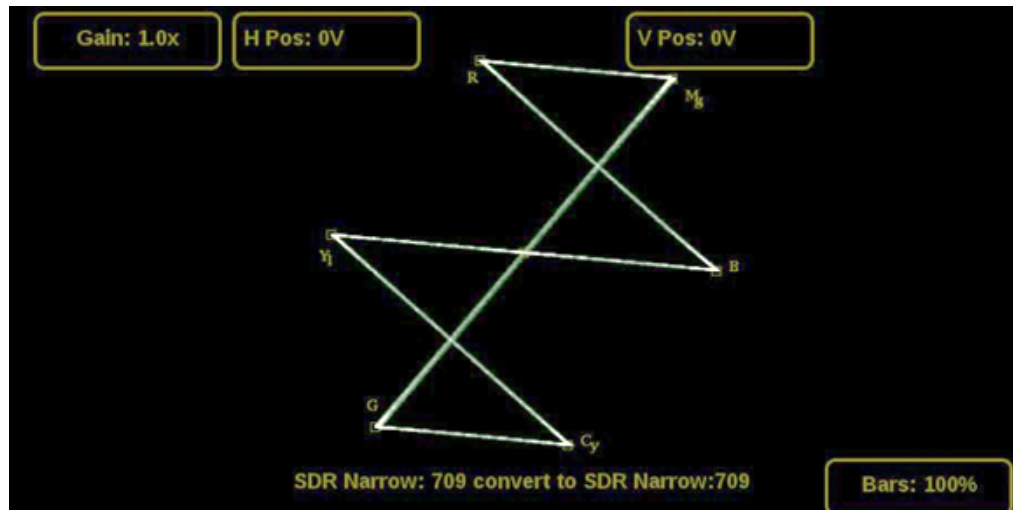 Gain: 1.0x
H Pos: 0V
V Pos: 0V
R
Mg
Yl
B
G
Cy
SDR Narrow: 709 convert to SDR Narrow:709
Bars: 100%